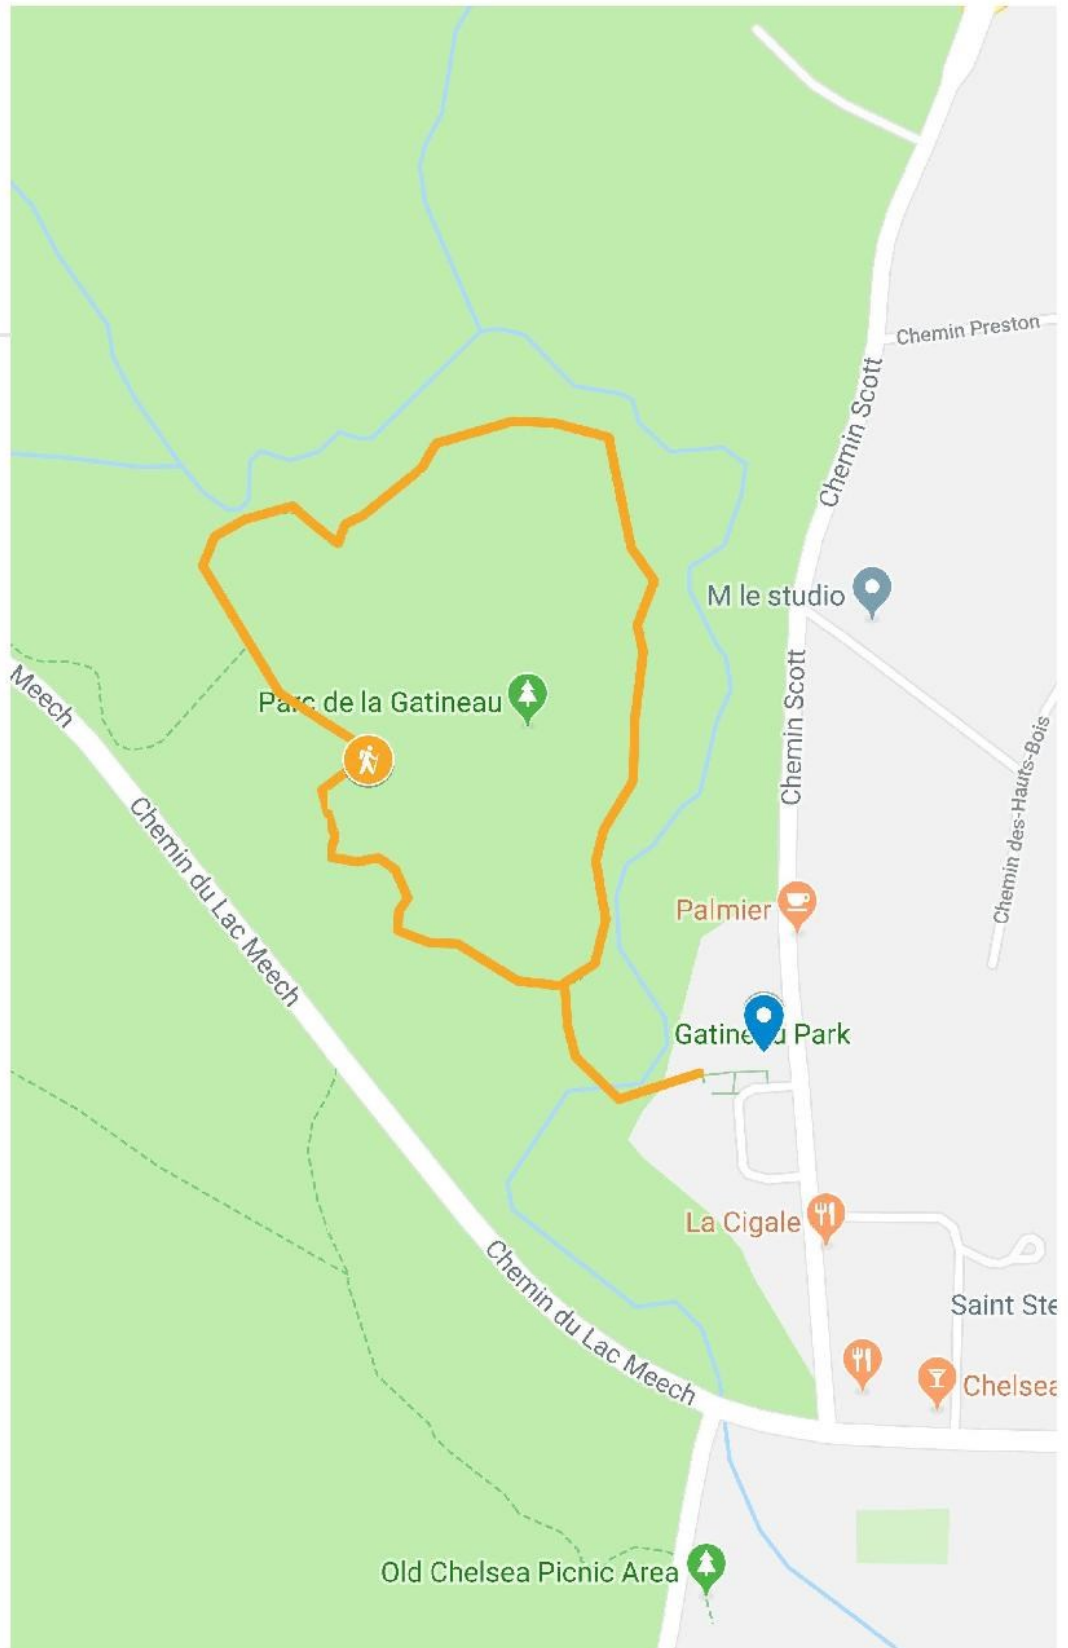 Chemin Preston
Chemin Scott
M le studio
Parc de la Gatineau
Meech
Chemin Scott
Chemin des-Hauts-Bois
Chemin du Lac Meech
Palmier
Gatineau Park
La Cigale
Chemin du Lac Meech
Saint Ste
Chelsea
Old Chelsea Picnic Area